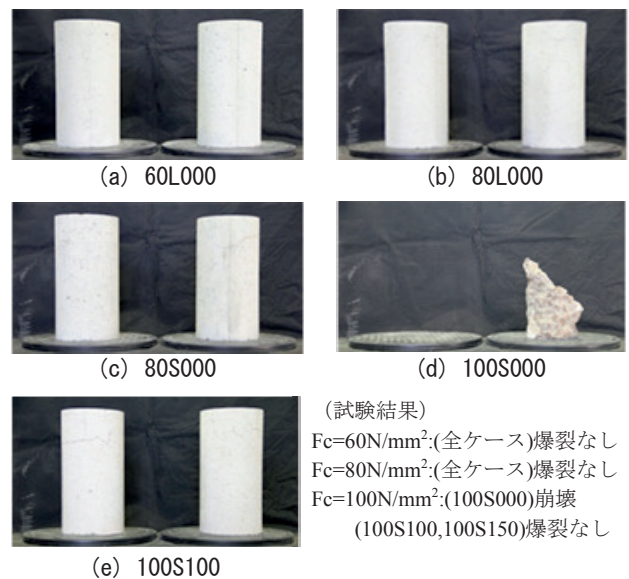 (a) 60L000
(b) 80L000
(c) 80S000
(d) 100S000
(e) 100S100
（試験結果）
Fc=60N/mm²:(全ケース)爆裂なし
Fc=80N/mm²:(全ケース)爆裂なし
Fc=100N/mm²:(100S000)崩壊
(100S100,100S150)爆裂なし